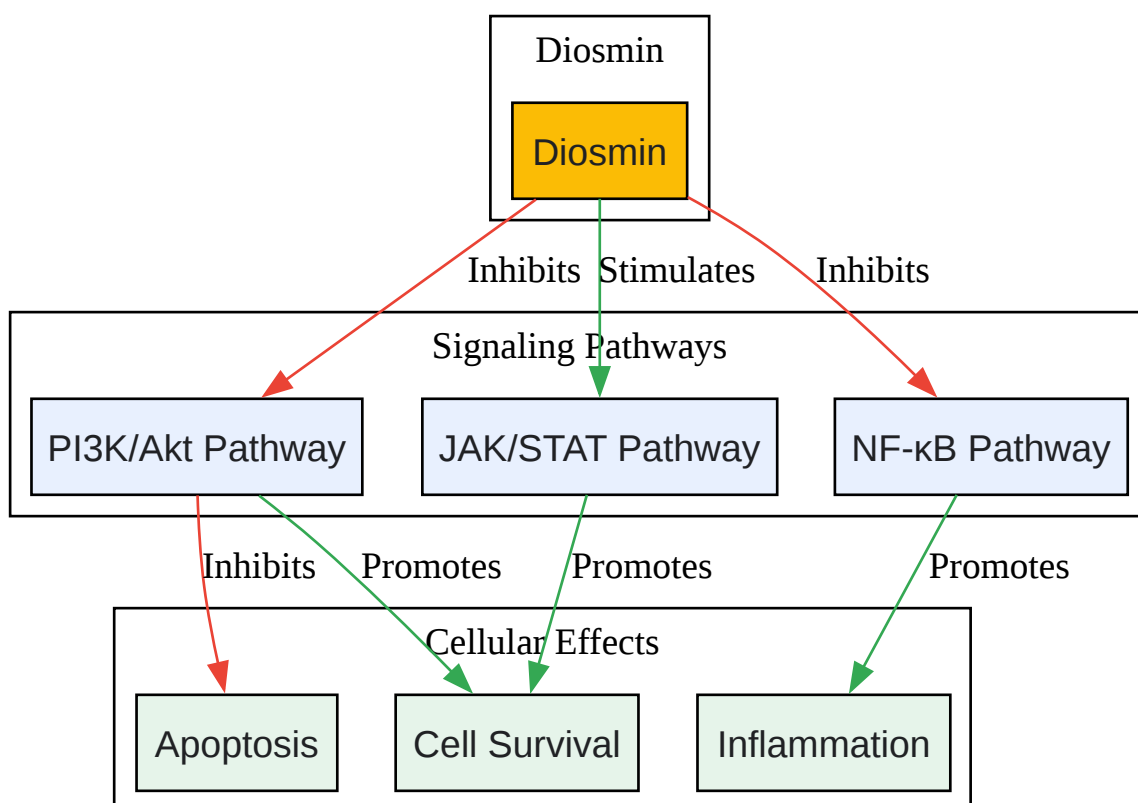 Diosmin
Diosmin
Inhibits Stimulates Inhibits
Signaling Pathways
PI3K/Akt Pathway JAK/STAT Pathway NF-κB Pathway
Inhibits Promotes Promotes Promotes
Cellular Effects
Apoptosis Cell Survival Inflammation